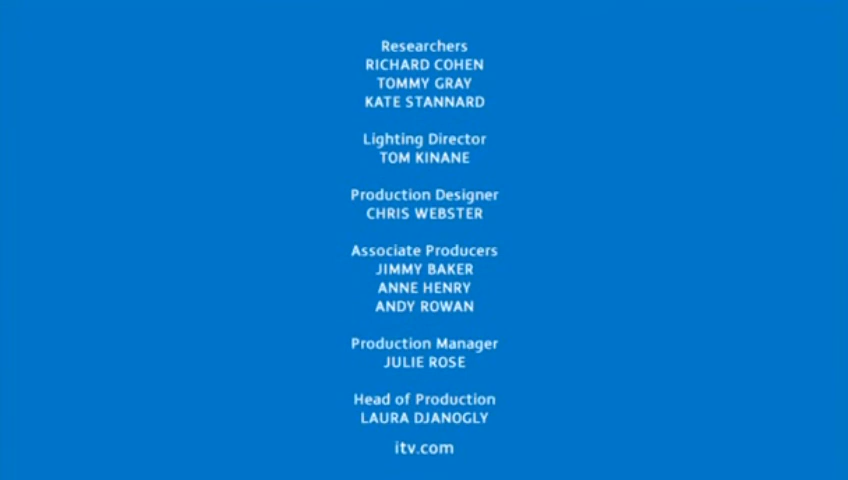 Researchers
RICHARD COHEN
TOMMY GRAY
KATE STANNARD
Lighting Director
TOM KINANE
Production Designer
CHRIS WEBSTER
Associate Producers
JIMMY BAKER
ANNE HENRY
ANDY ROWAN
Production Manager
JULIE ROSE
Head of Production
LAURA DJANOGLY
itv.com